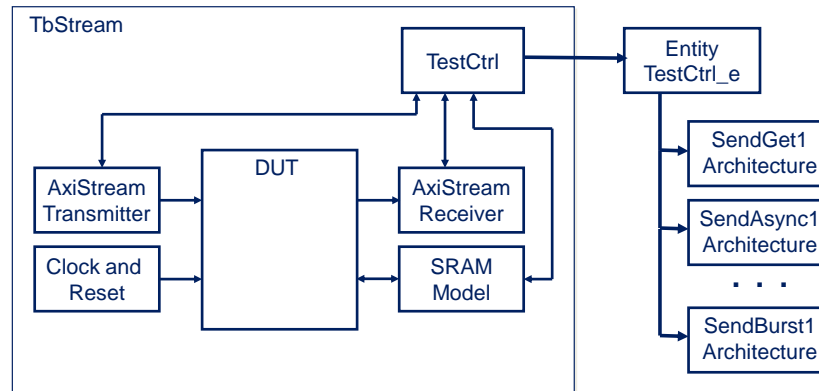 TbStream
TestCtrl
Entity
TestCtrl_e
SendGet1
Architecture
DUT
AxiStream
Transmitter
AxiStream
Receiver
SendAsync1
Architecture
Clock and
Reset
SRAM
Model
. . .
SendBurst1
Architecture